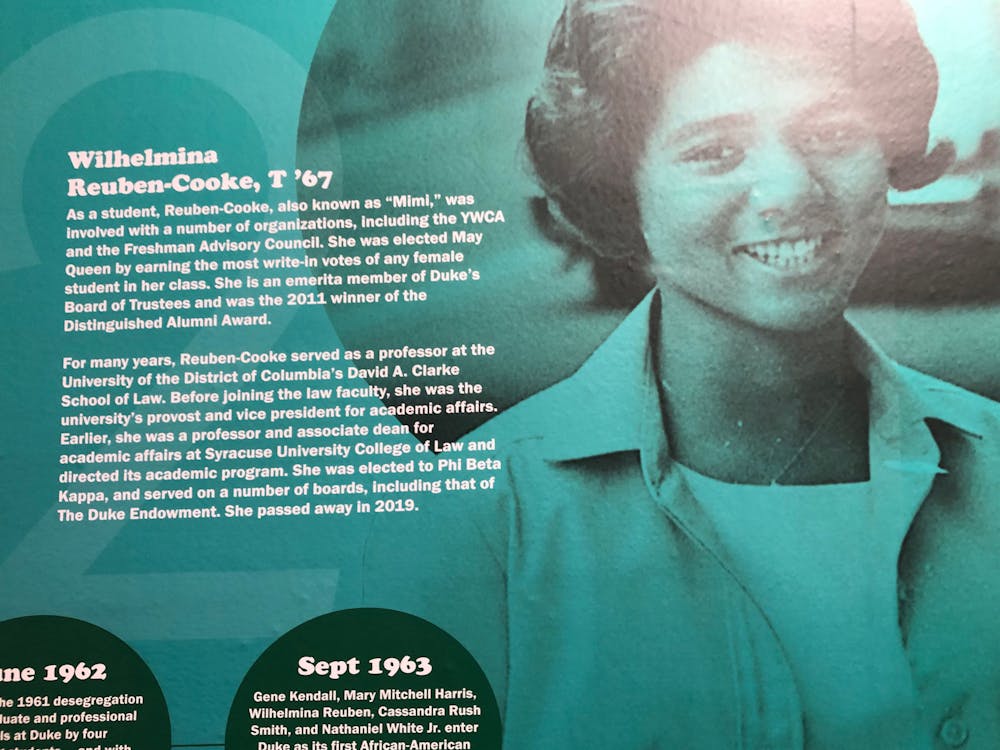 Wilhelmina
Reuben-Cooke, T ’67
As a student, Reuben-Cooke, also known as “Mimi,” was
involved with a number of organizations, including the YWCA
and the Freshman Advisory Council. She was elected May
Queen by earning the most write-in votes of any female
student in her class. She is an emerita member of Duke’s
Board of Trustees and was the 2011 winner of the
Distinguished Alumni Award.
For many years, Reuben-Cooke served as a professor at the
University of the District of Columbia’s David A. Clarke
School of Law. Before joining the law faculty, she was the
university’s provost and vice president for academic affairs.
Earlier, she was a professor and associate dean for
academic affairs at Syracuse University College of Law and
directed its academic program. She was elected to Phi Beta
Kappa, and served on a number of boards, including that of
The Duke Endowment. She passed away in 2019.
1962
1961 desegregation
and professional
at Duke by four
and with
Sept 1963
Gene Kendall, Mary Mitchell Harris,
Wilhelmina Reuben, Cassandra Rush
Smith, and Nathaniel White Jr. enter
Duke as its first African-American